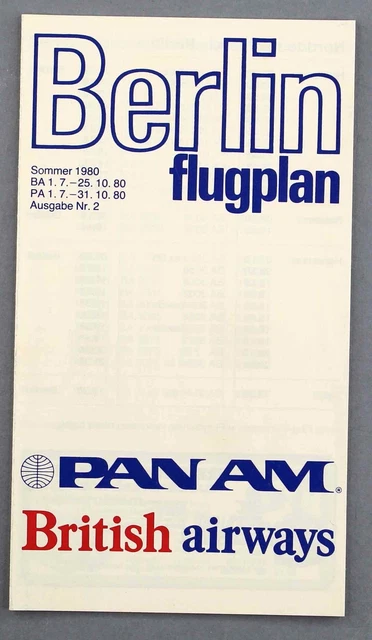 Berlin
flugplan
Sommer 1980
BA 1. 7.–25. 10. 80
PA 1. 7.–31. 10. 80
Ausgabe Nr. 2
PAN AM®
British airways